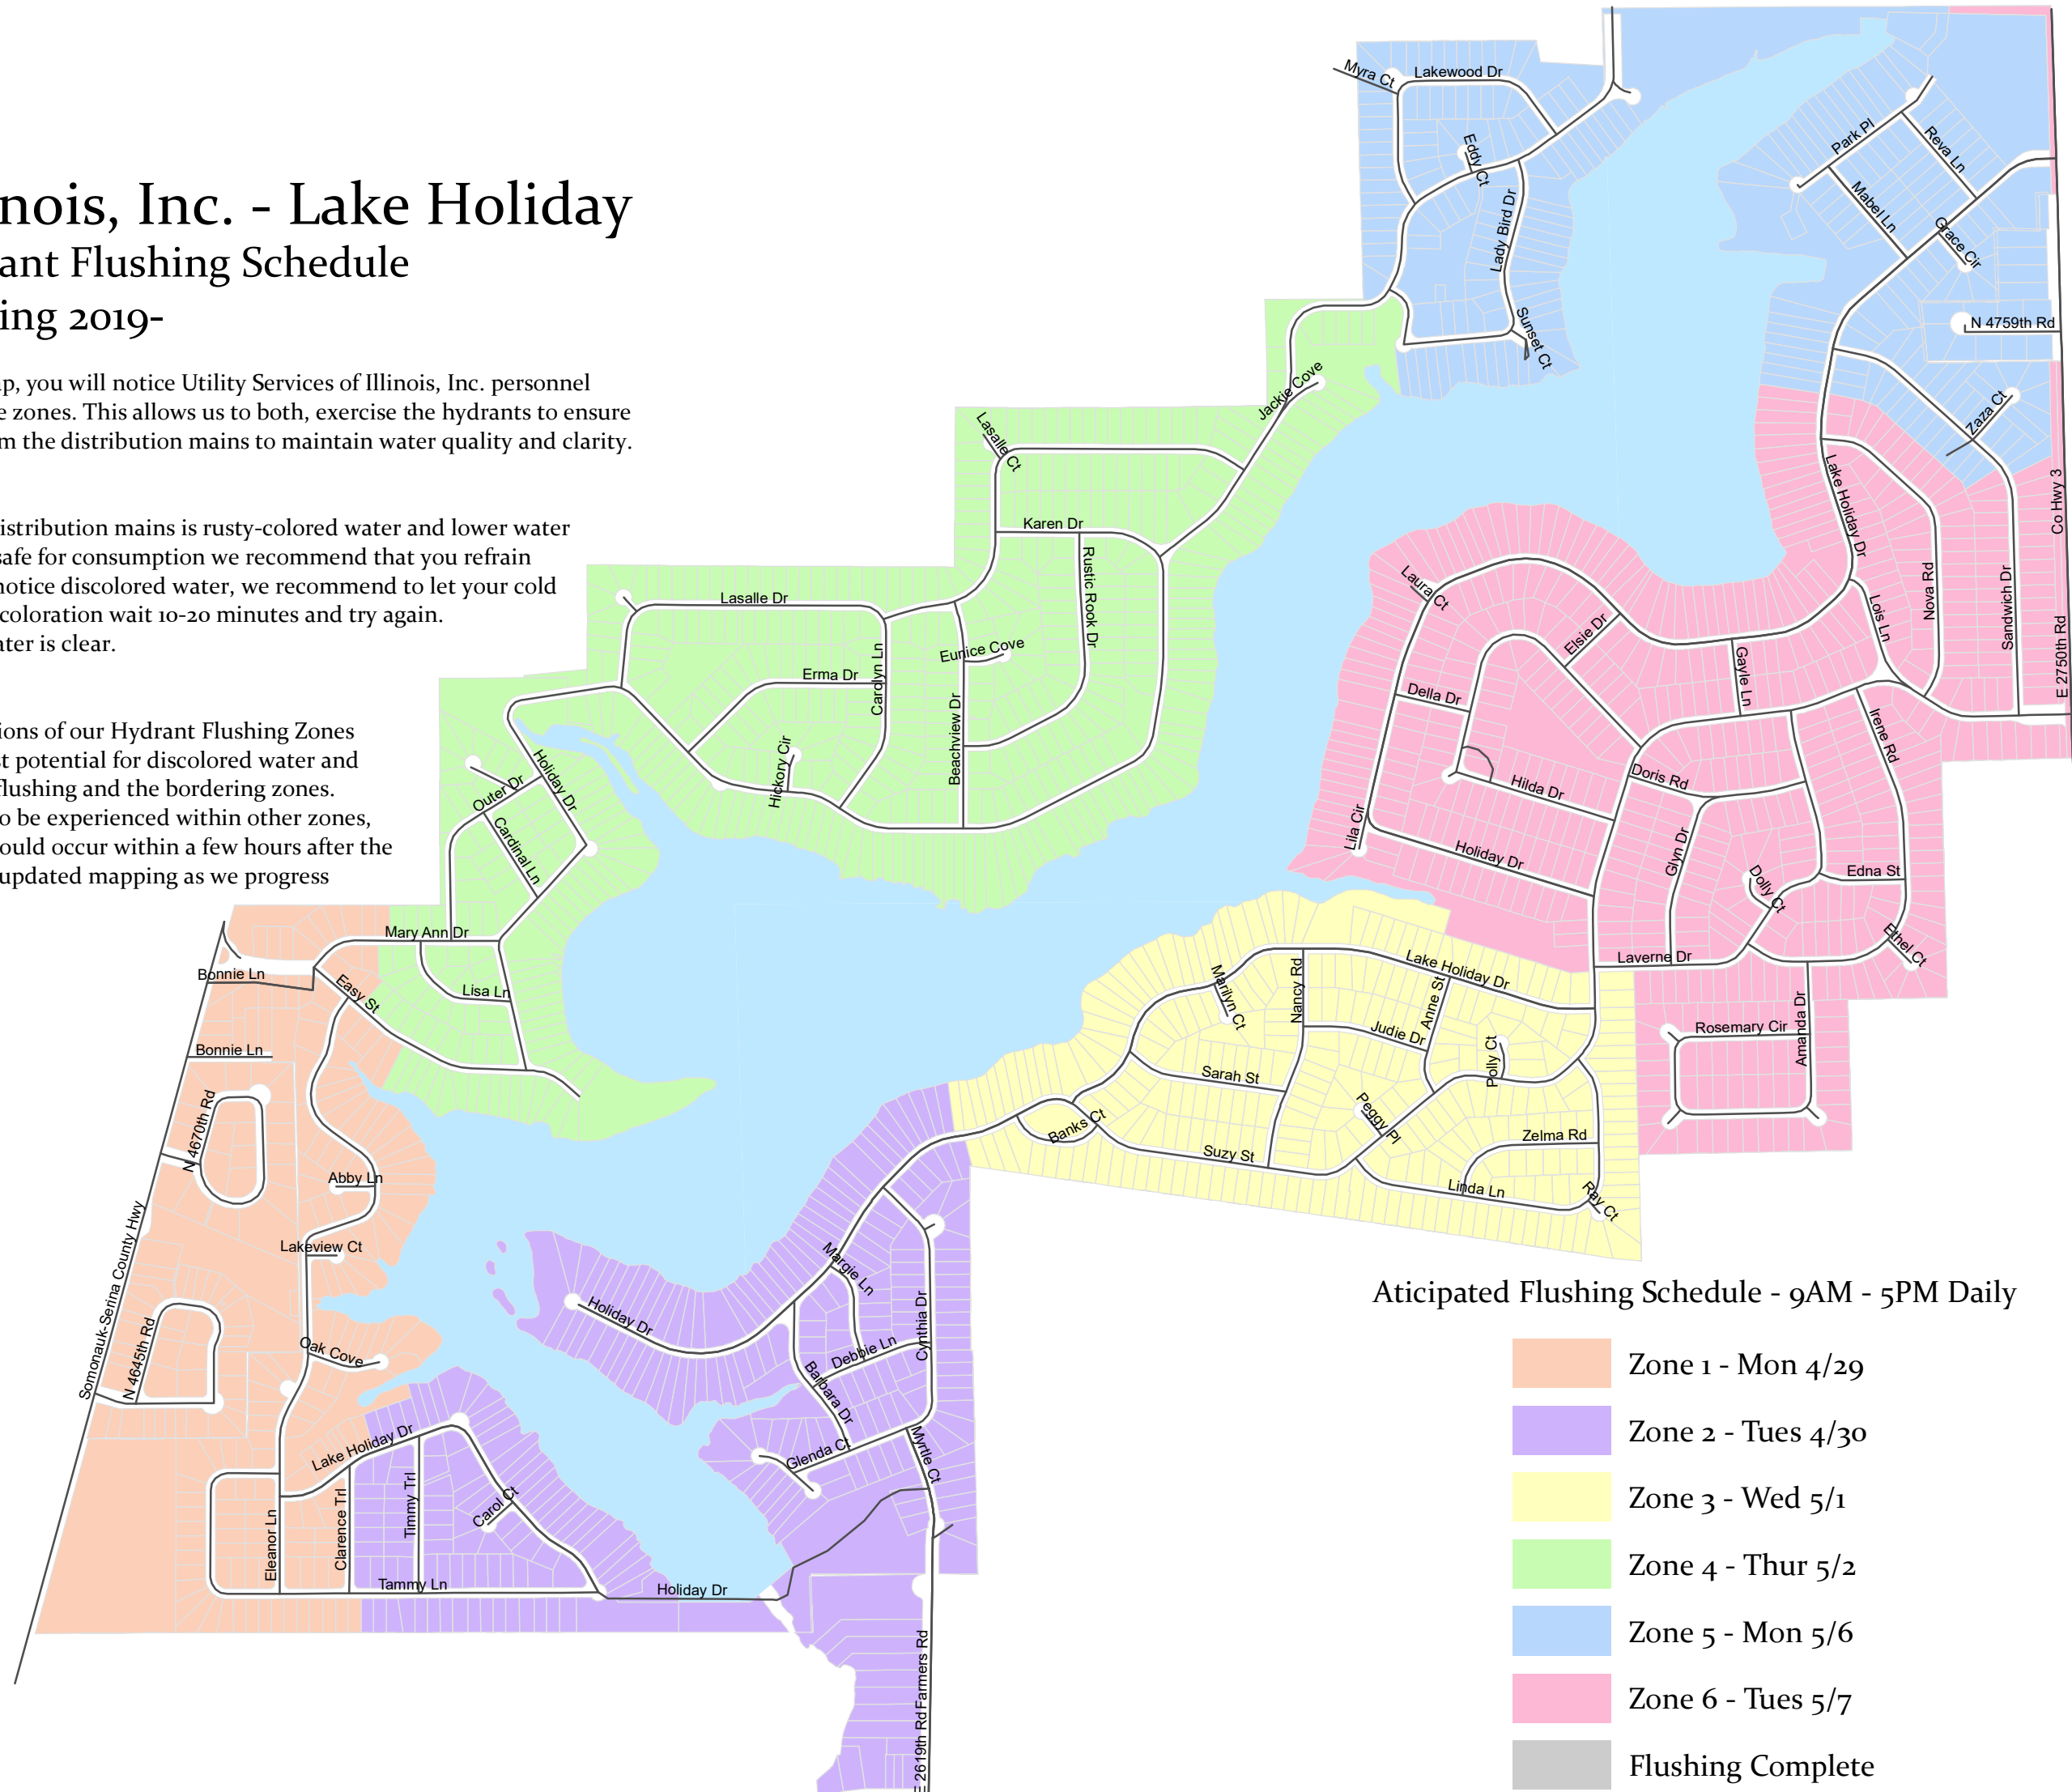 nois, Inc. - Lake Holiday
ant Flushing Schedule
ing 2019-
ap, you will notice Utility Services of Illinois, Inc. personnel
e zones. This allows us to both, exercise the hydrants to ensure
m the distribution mains to maintain water quality and clarity.
istribution mains is rusty-colored water and lower water
safe for consumption we recommend that you refrain
notice discolored water, we recommend to let your cold
coloration wait 10-20 minutes and try again.
ater is clear.
ions of our Hydrant Flushing Zones
st potential for discolored water and
flushing and the bordering zones.
o be experienced within other zones,
ould occur within a few hours after the
updated mapping as we progress
Myra Ct
Lakewood Dr
Eddy Ct
Lady Bird Dr
Sunset Ct
Park Pl
Reva Ln
Mabel Ln
Grace Cir
N 4759th Rd
Zaza Ct
Co Hwy 3
Jackie Cove
Lasalle Ct
Karen Dr
Rustic Rook Dr
Lasalle Dr
Eunice Cove
Erma Dr
Carolyn Ln
Beachview Dr
Hickory Cir
Holiday Dr
Outer Dr
Cardinal Ln
Mary Ann Dr
Lisa Ln
Lake Holiday Dr
Nova Rd
Lois Ln
Sandwich Dr
E 2750th Rd
Laura Ct
Elsie Dr
Gayle Ln
Della Dr
Irene Rd
Doris Rd
Hilda Dr
Lila Cir
Holiday Dr
Glyn Dr
Dolly Ct
Edna St
Ethel Ct
Laverne Dr
Rosemary Cir
Amanda Dr
Bonnie Ln
Easy St
Bonnie Ln
N 4670th Rd
Abby Ln
Lakeview Ct
Somonauk-Serina County Hwy
N 4645th Rd
Oak Cove
Lake Holiday Dr
Eleanor Ln
Clarence Trl
Timmy Trl
Carol Ct
Tammy Ln
Holiday Dr
Marilyn Ct
Nancy Rd
Lake Holiday Dr
Anne St
Judie Dr
Polly Ct
Sarah St
Peggy Pl
Banks Ct
Suzy St
Zelma Rd
Linda Ln
Ray Ct
Holiday Dr
Margie Ln
Cynthia Dr
Debbie Ln
Barbara Dr
Glenda Ct
Myrtle Ct
E 2619th Rd Farmers Rd
Aticipated Flushing Schedule - 9AM - 5PM Daily
Zone 1 - Mon 4/29
Zone 2 - Tues 4/30
Zone 3 - Wed 5/1
Zone 4 - Thur 5/2
Zone 5 - Mon 5/6
Zone 6 - Tues 5/7
Flushing Complete